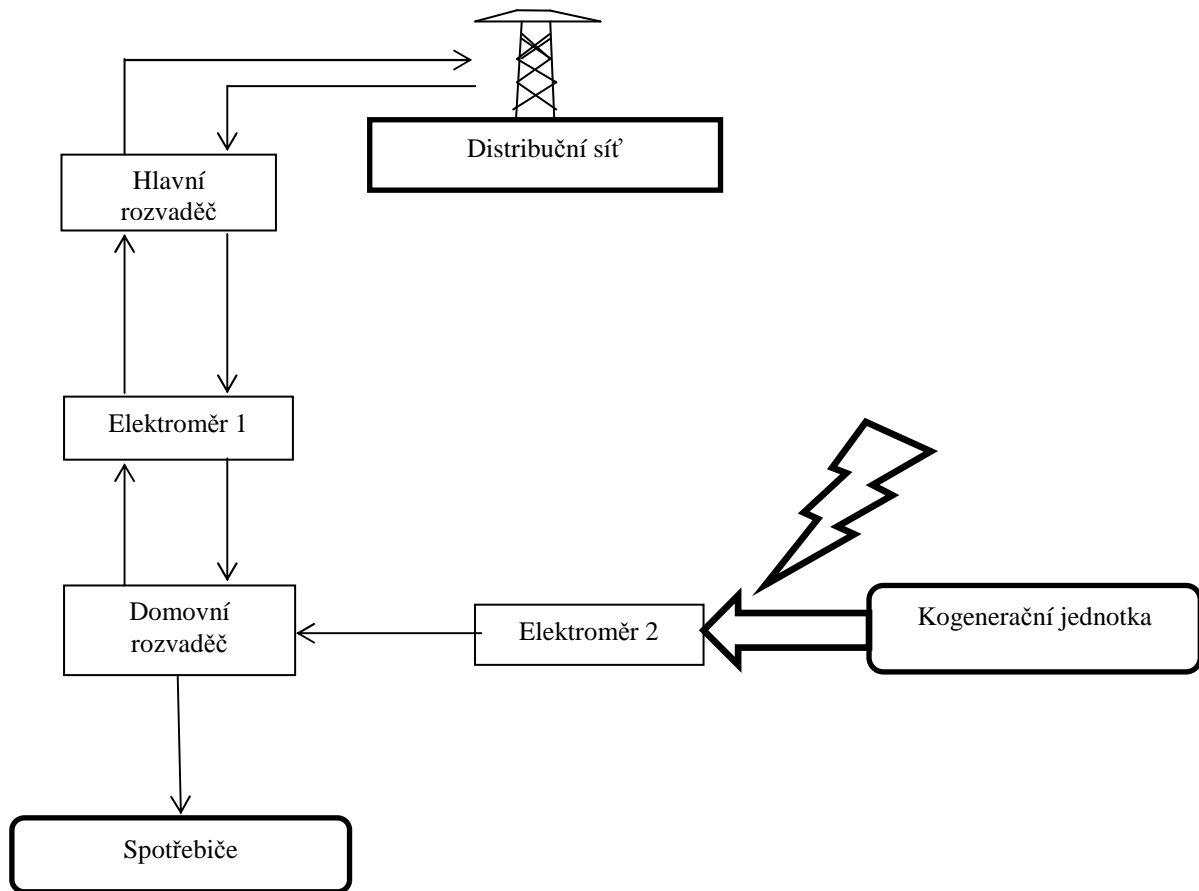 Distribuční síť
Hlavní
rozvaděč
Elektroměr 1
Domovní
rozvaděč
Elektroměr 2
Kogenerační jednotka
Spotřebiče